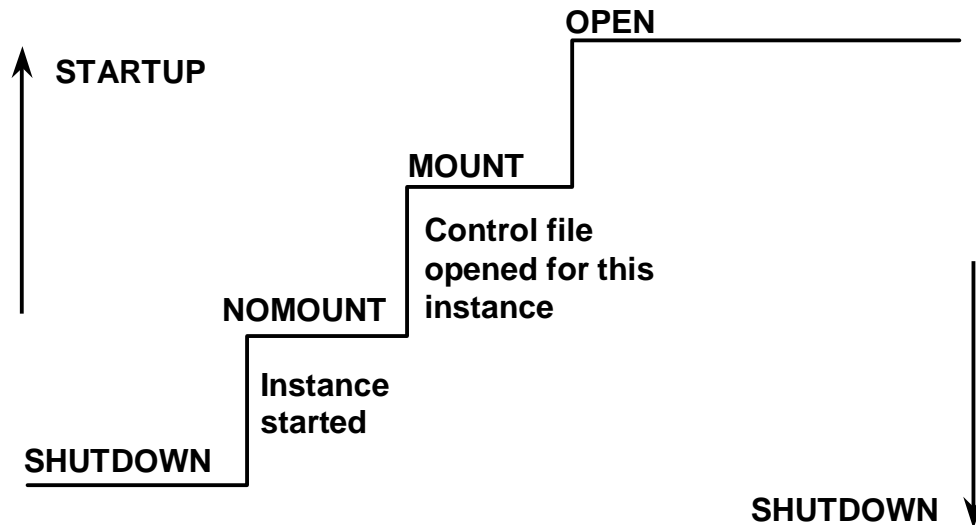 OPEN
STARTUP
MOUNT
Control file
opened for this
instance
NOMOUNT
Instance
started
SHUTDOWN
SHUTDOWN